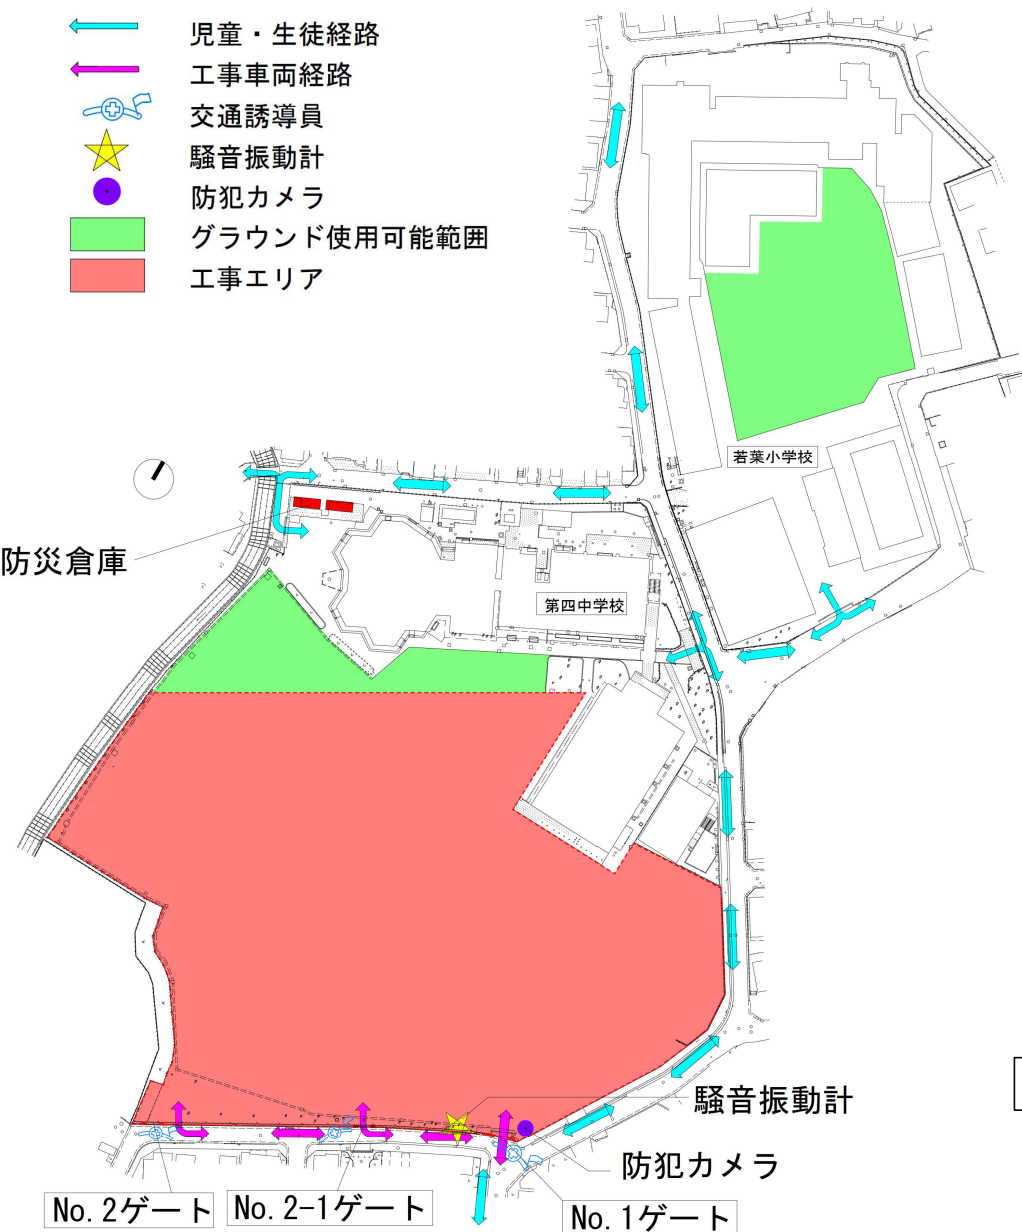 児童・生徒経路
工事車両経路
交通誘導員
騒音振動計
防犯カメラ
グラウンド使用可能範囲
工事エリア
若葉小学校
防災倉庫
第四中学校
騒音振動計
防犯カメラ
No.2ゲート
No.2-1ゲート
No.1ゲート